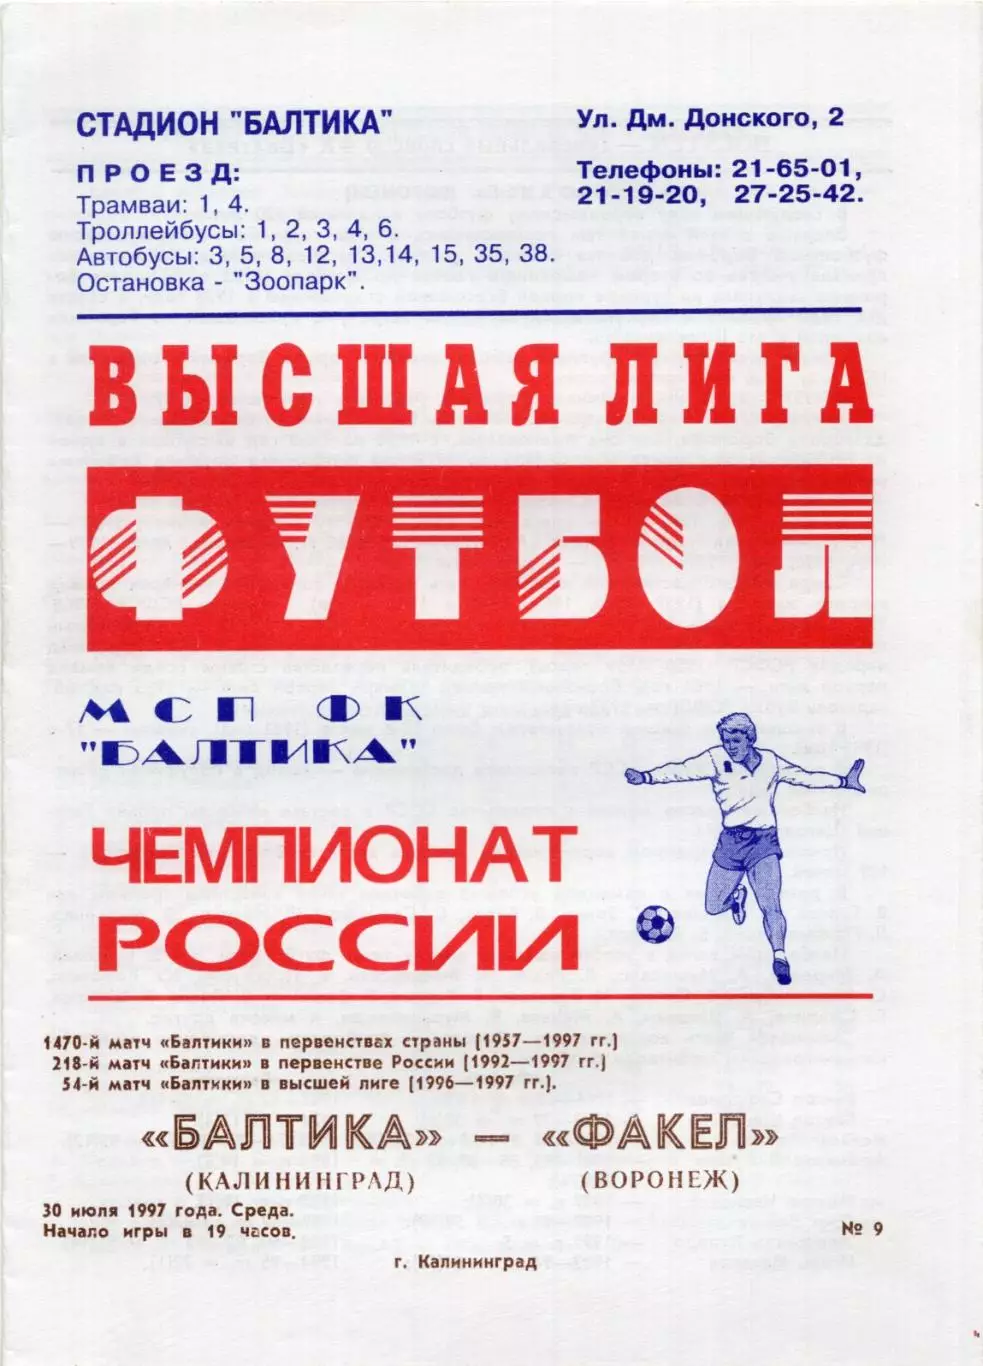 СТАДИОН "БАЛТИКА"
Ул. Дм. Донского, 2
ПРОЕЗД:
Трамваи: 1, 4.
Троллейбусы: 1, 2, 3, 4, 6.
Автобусы: 3, 5, 8, 12, 13,14, 15, 35, 38.
Остановка - "Зоопарк".
Телефоны: 21-65-01,
21-19-20, 27-25-42.
ВЫСШАЯ ЛИГА
ФУТБОЛ
МСП ФК
"БАЛТИКА"
ЧЕМПИОНАТ
РОССИИ
1470-й матч «Балтики» в первенствах страны [1957—1997 гг.]
218-й матч «Балтики» в первенстве России [1992—1997 гг.]
54-й матч «Балтики» в высшей лиге [1996—1997 гг.].
«БАЛТИКА» — «ФАКЕЛ»
(КАЛИНИНГРАД) (ВОРОНЕЖ)
30 июля 1997 года. Среда.
Начало игры в 19 часов.
№ 9
г. Калининград